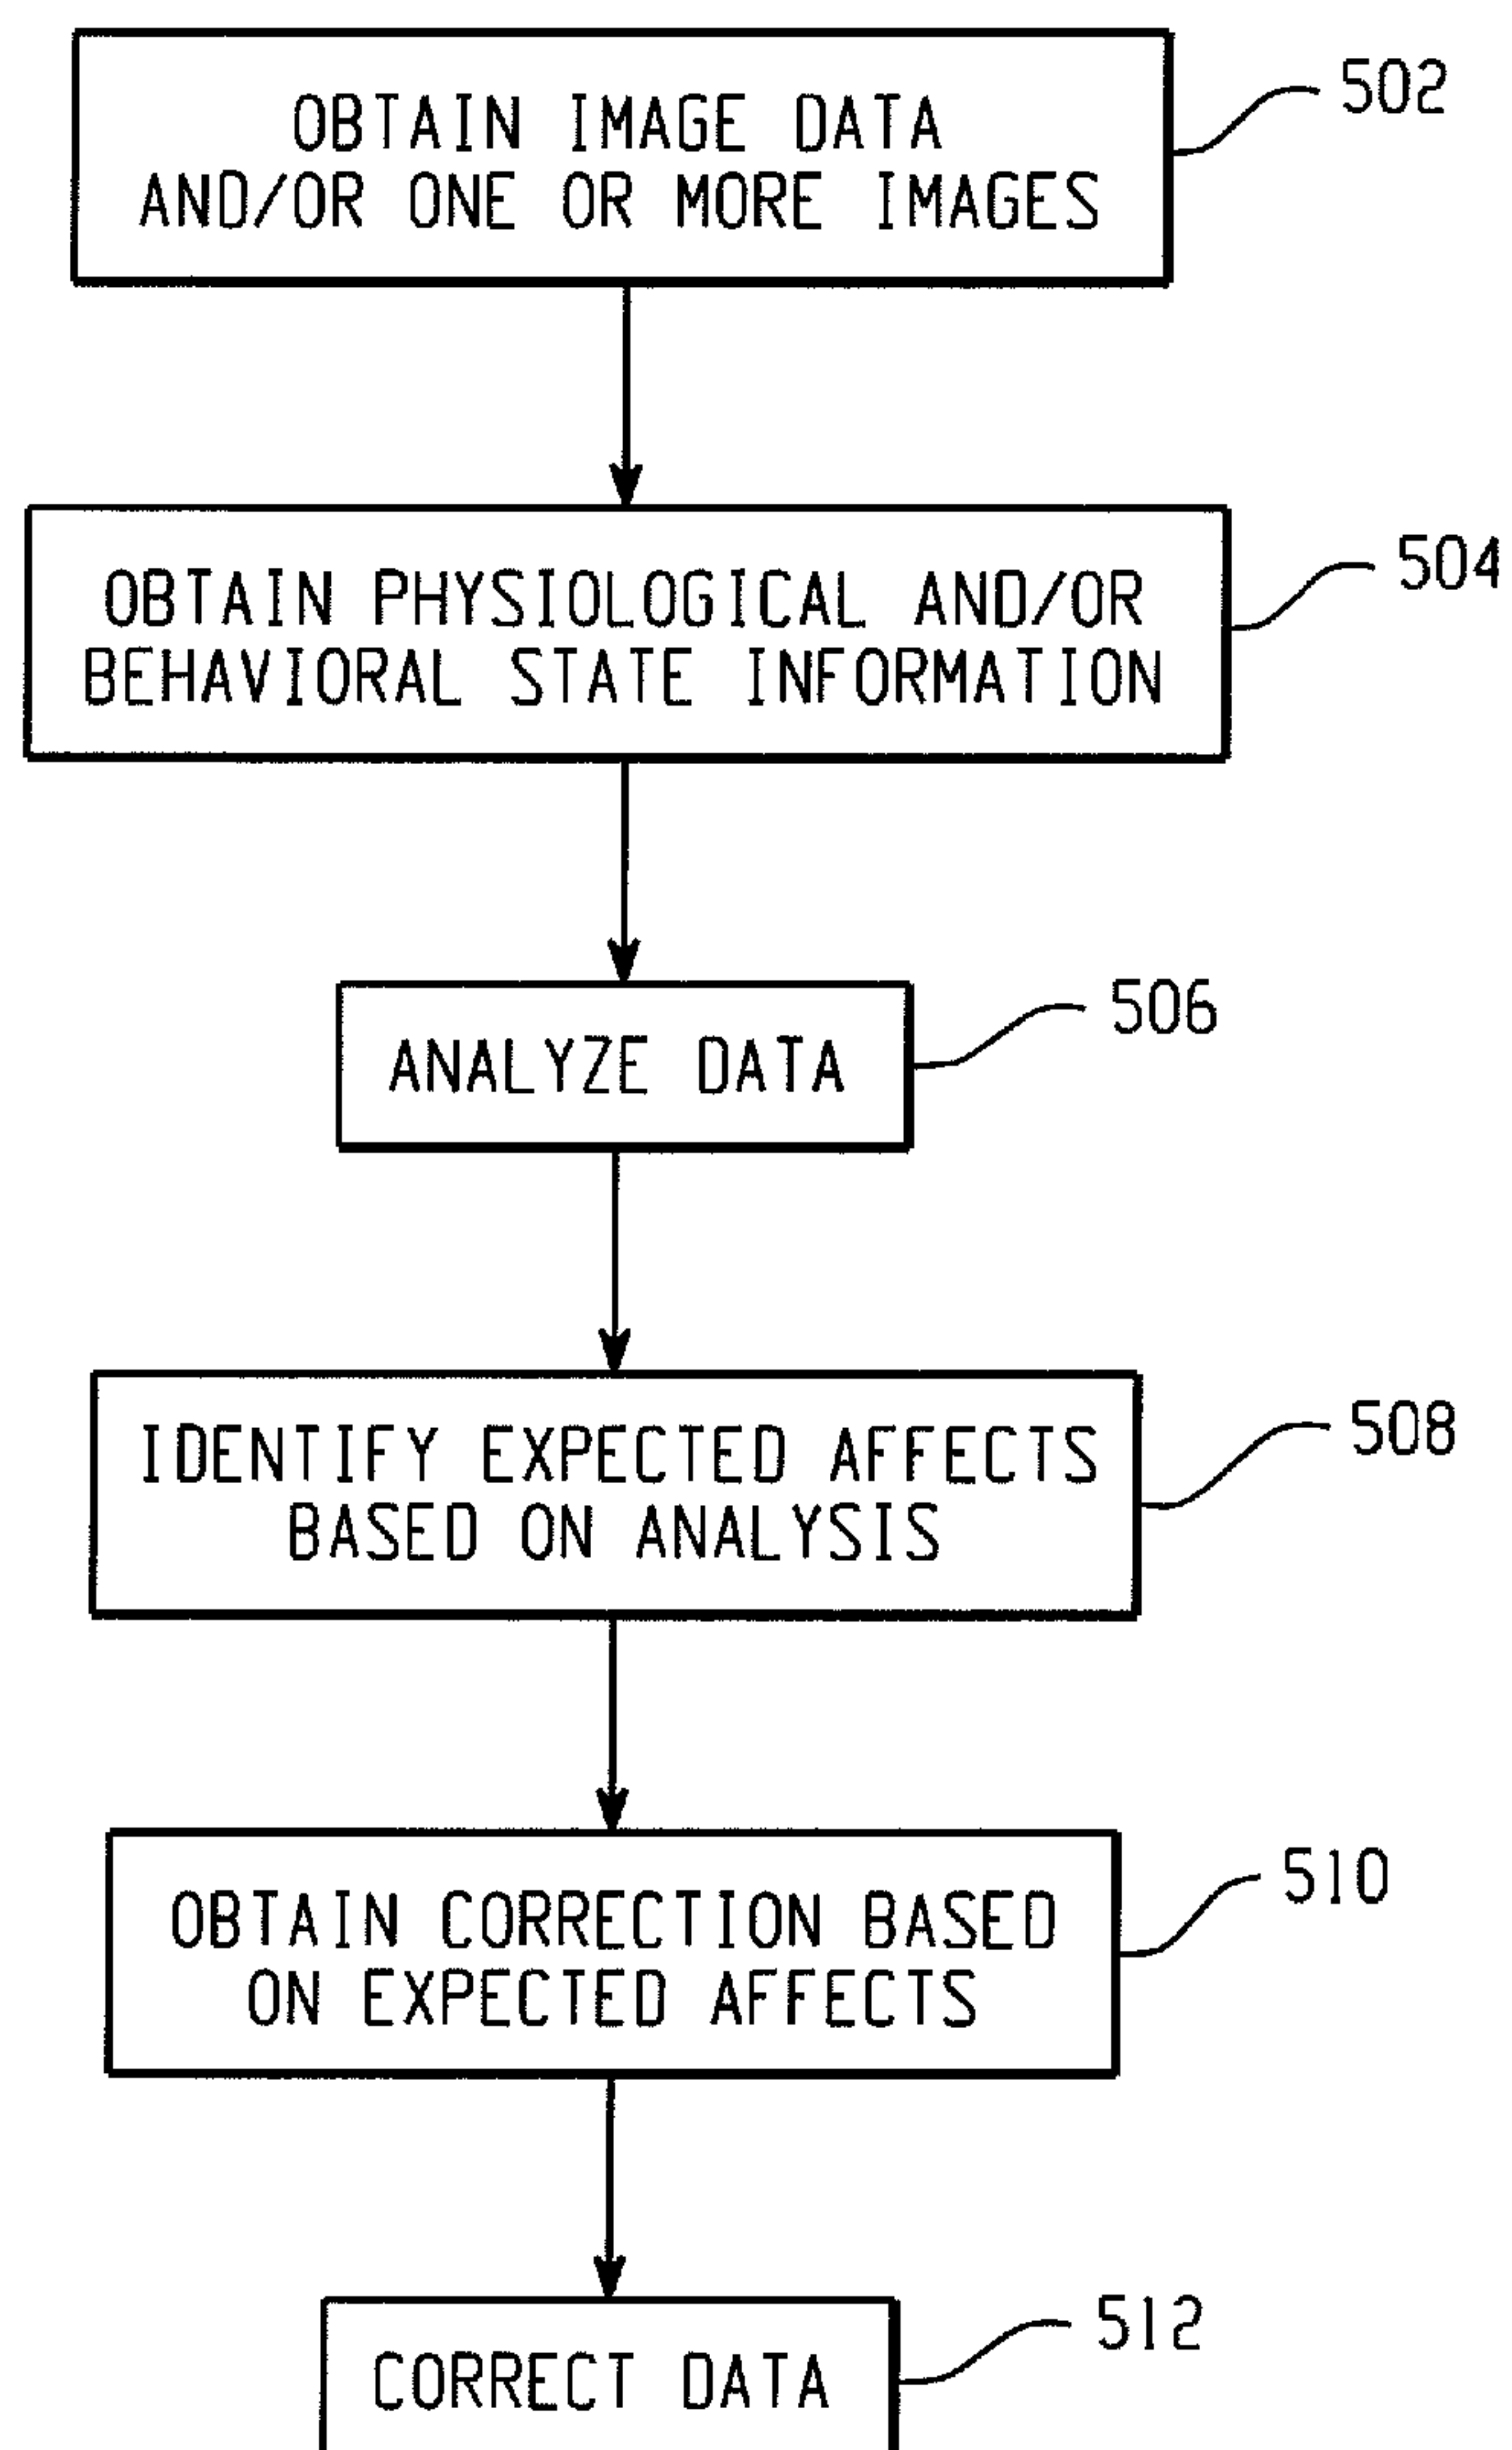 OBTAIN IMAGE DATA
AND/OR ONE OR MORE IMAGES
502
OBTAIN PHYSIOLOGICAL AND/OR
BEHAVIORAL STATE INFORMATION
504
ANALYZE DATA
506
IDENTIFY EXPECTED AFFECTS
BASED ON ANALYSIS
508
OBTAIN CORRECTION BASED
ON EXPECTED AFFECTS
510
CORRECT DATA
512